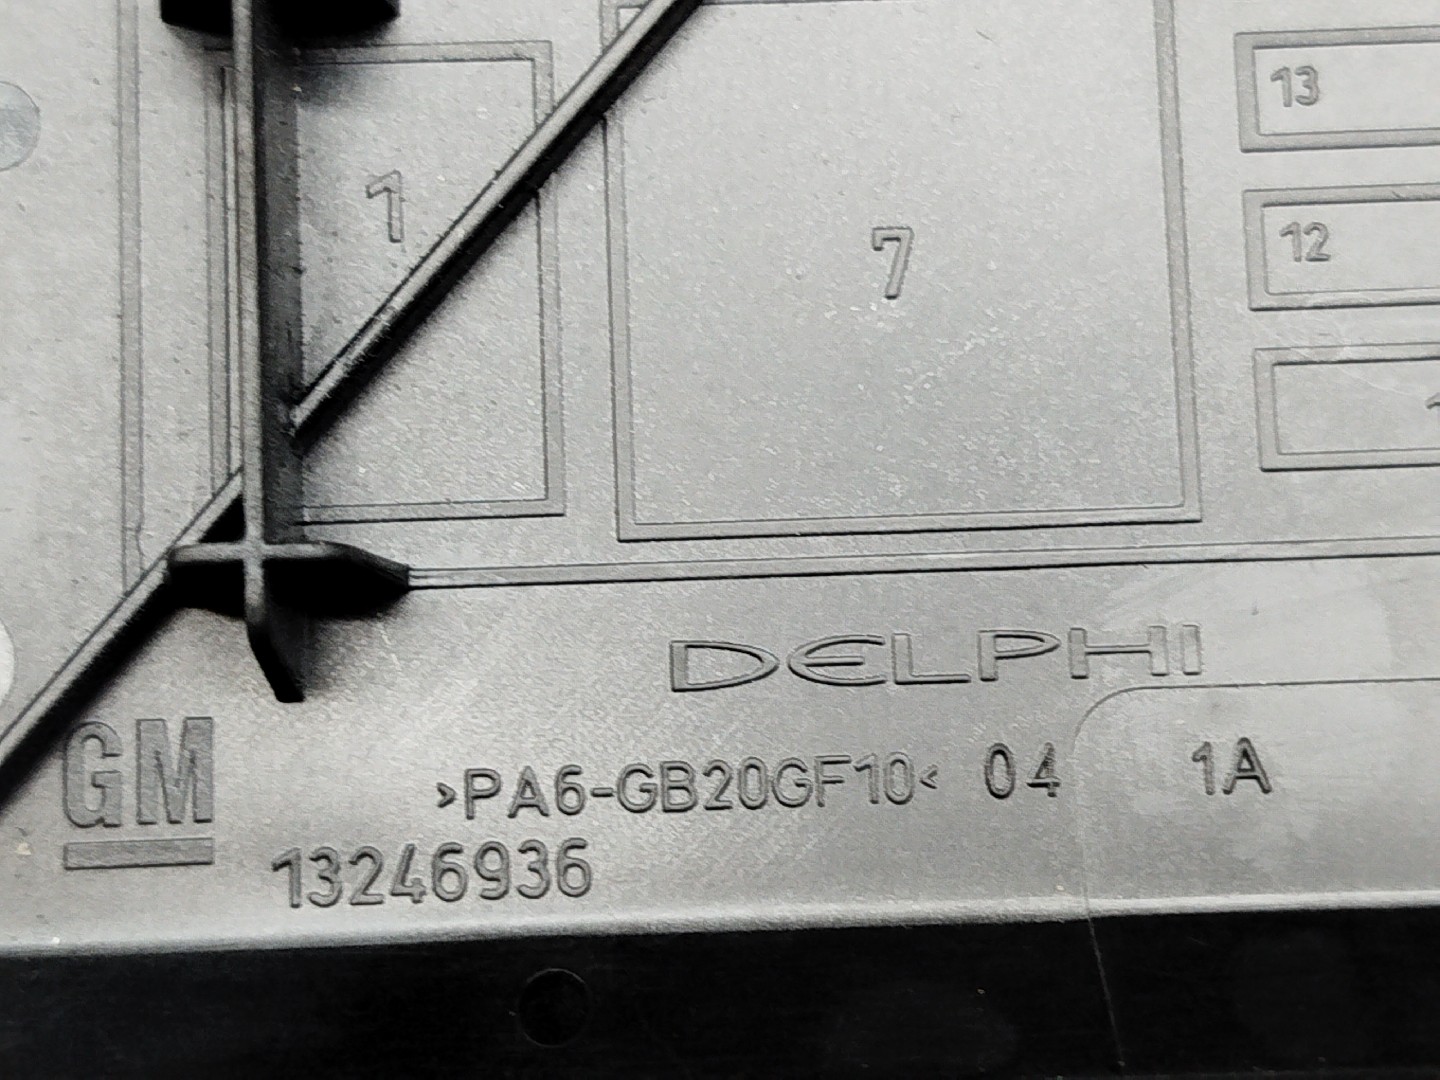 13
1
7
12
DELPHI
GM
>PA6-GB20GF10< 04 1A
13246936